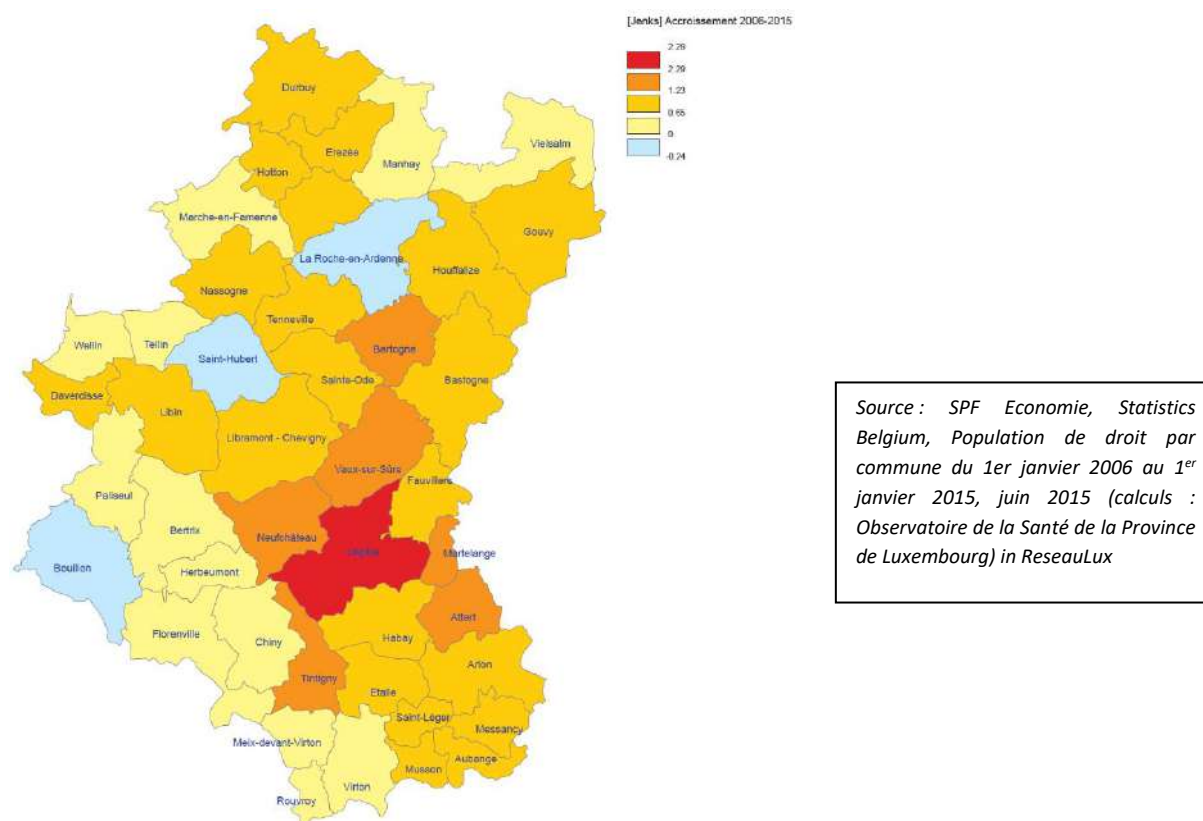 [Jenks] Accroissement 2006-2015
2.29
2.29
1.23
0.65
0
-0.24
Durbuy
Vielsalm
Erezée
Manhay
Hotton
Marche-en-Famenne
Gouvy
La Roche-en-Ardenne
Houffalize
Nassogne
Tenneville
Wellin
Tellin
Bertogne
Saint-Hubert
Sainte-Ode
Bastogne
Daverdisse
Libin
Libramont - Chevigny
Vaux-sur-Sûre
Fauvillers
Paliseul
Bertrix
Neufchâteau
Martelange
Bouillon
Herbeumont
Attert
Florenville
Chiny
Habay
Arlon
Tintigny
Etalle
Saint-Léger
Messancy
Meix-devant-Virton
Aubange
Musson
Virton
Rouvroy
Source : SPF Economie, Statistics
Belgium, Population de droit par
commune du 1er janvier 2006 au 1er
janvier 2015, juin 2015 (calculs :
Observatoire de la Santé de la Province
de Luxembourg) in ReseauLux